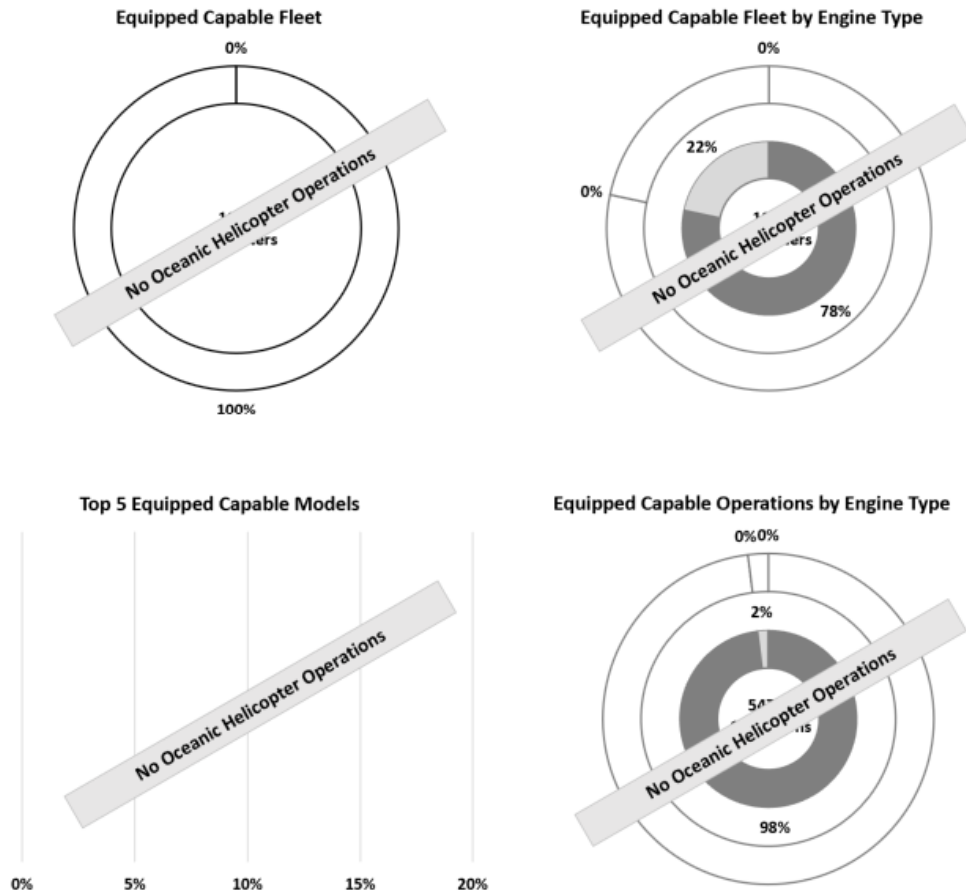 Equipped Capable Fleet
0%
No Oceanic Helicopter Operations
100%
Equipped Capable Fleet by Engine Type
0%
22%
0%
No Oceanic Helicopter Operations
78%
Top 5 Equipped Capable Models
No Oceanic Helicopter Operations
0% 5% 10% 15% 20%
Equipped Capable Operations by Engine Type
0% 0%
2%
No Oceanic Helicopter Operations
98%